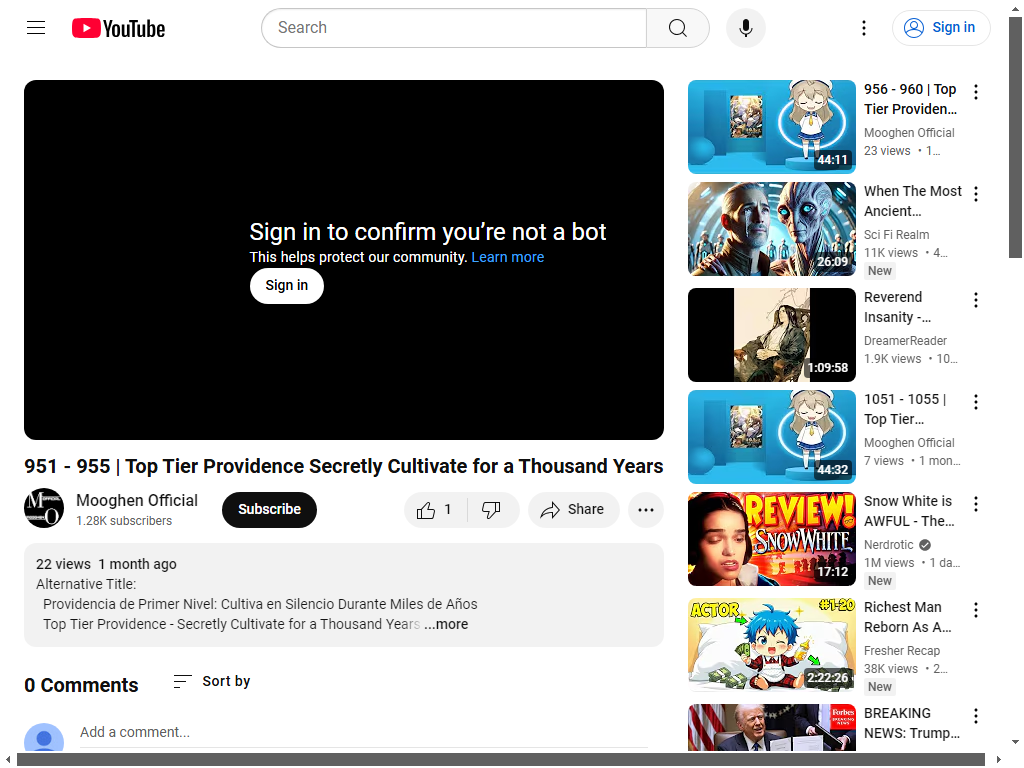 YouTube
Search
Sign in
Sign in to confirm you’re not a bot
This helps protect our community. Learn more
Sign in
951 - 955 | Top Tier Providence Secretly Cultivate for a Thousand Years
Mooghen Official
1.28K subscribers
Subscribe
1
Share
22 views 1 month ago
Alternative Title:
Providencia de Primer Nivel: Cultiva en Silencio Durante Miles de Años
Top Tier Providence - Secretly Cultivate for a Thousand Years ...more
0 Comments
Sort by
Add a comment...
44:11
956 - 960 | Top
Tier Providen...
Mooghen Official
23 views • 1...
26:09
When The Most
Ancient...
Sci Fi Realm
11K views • 4...
New
1:09:58
Reverend
Insanity -...
DreamerReader
1.9K views • 10...
44:32
1051 - 1055 |
Top Tier...
Mooghen Official
7 views • 1 mon...
REVIEW!
SNOW WHITE
17:12
Snow White is
AWFUL - The...
Nerdrotic
1M views • 1 da...
New
ACTOR
#1-20
2:22:26
Richest Man
Reborn As A...
Fresher Recap
38K views • 2...
New
Forbes
BREAKING
NEWS
BREAKING
NEWS: Trump...